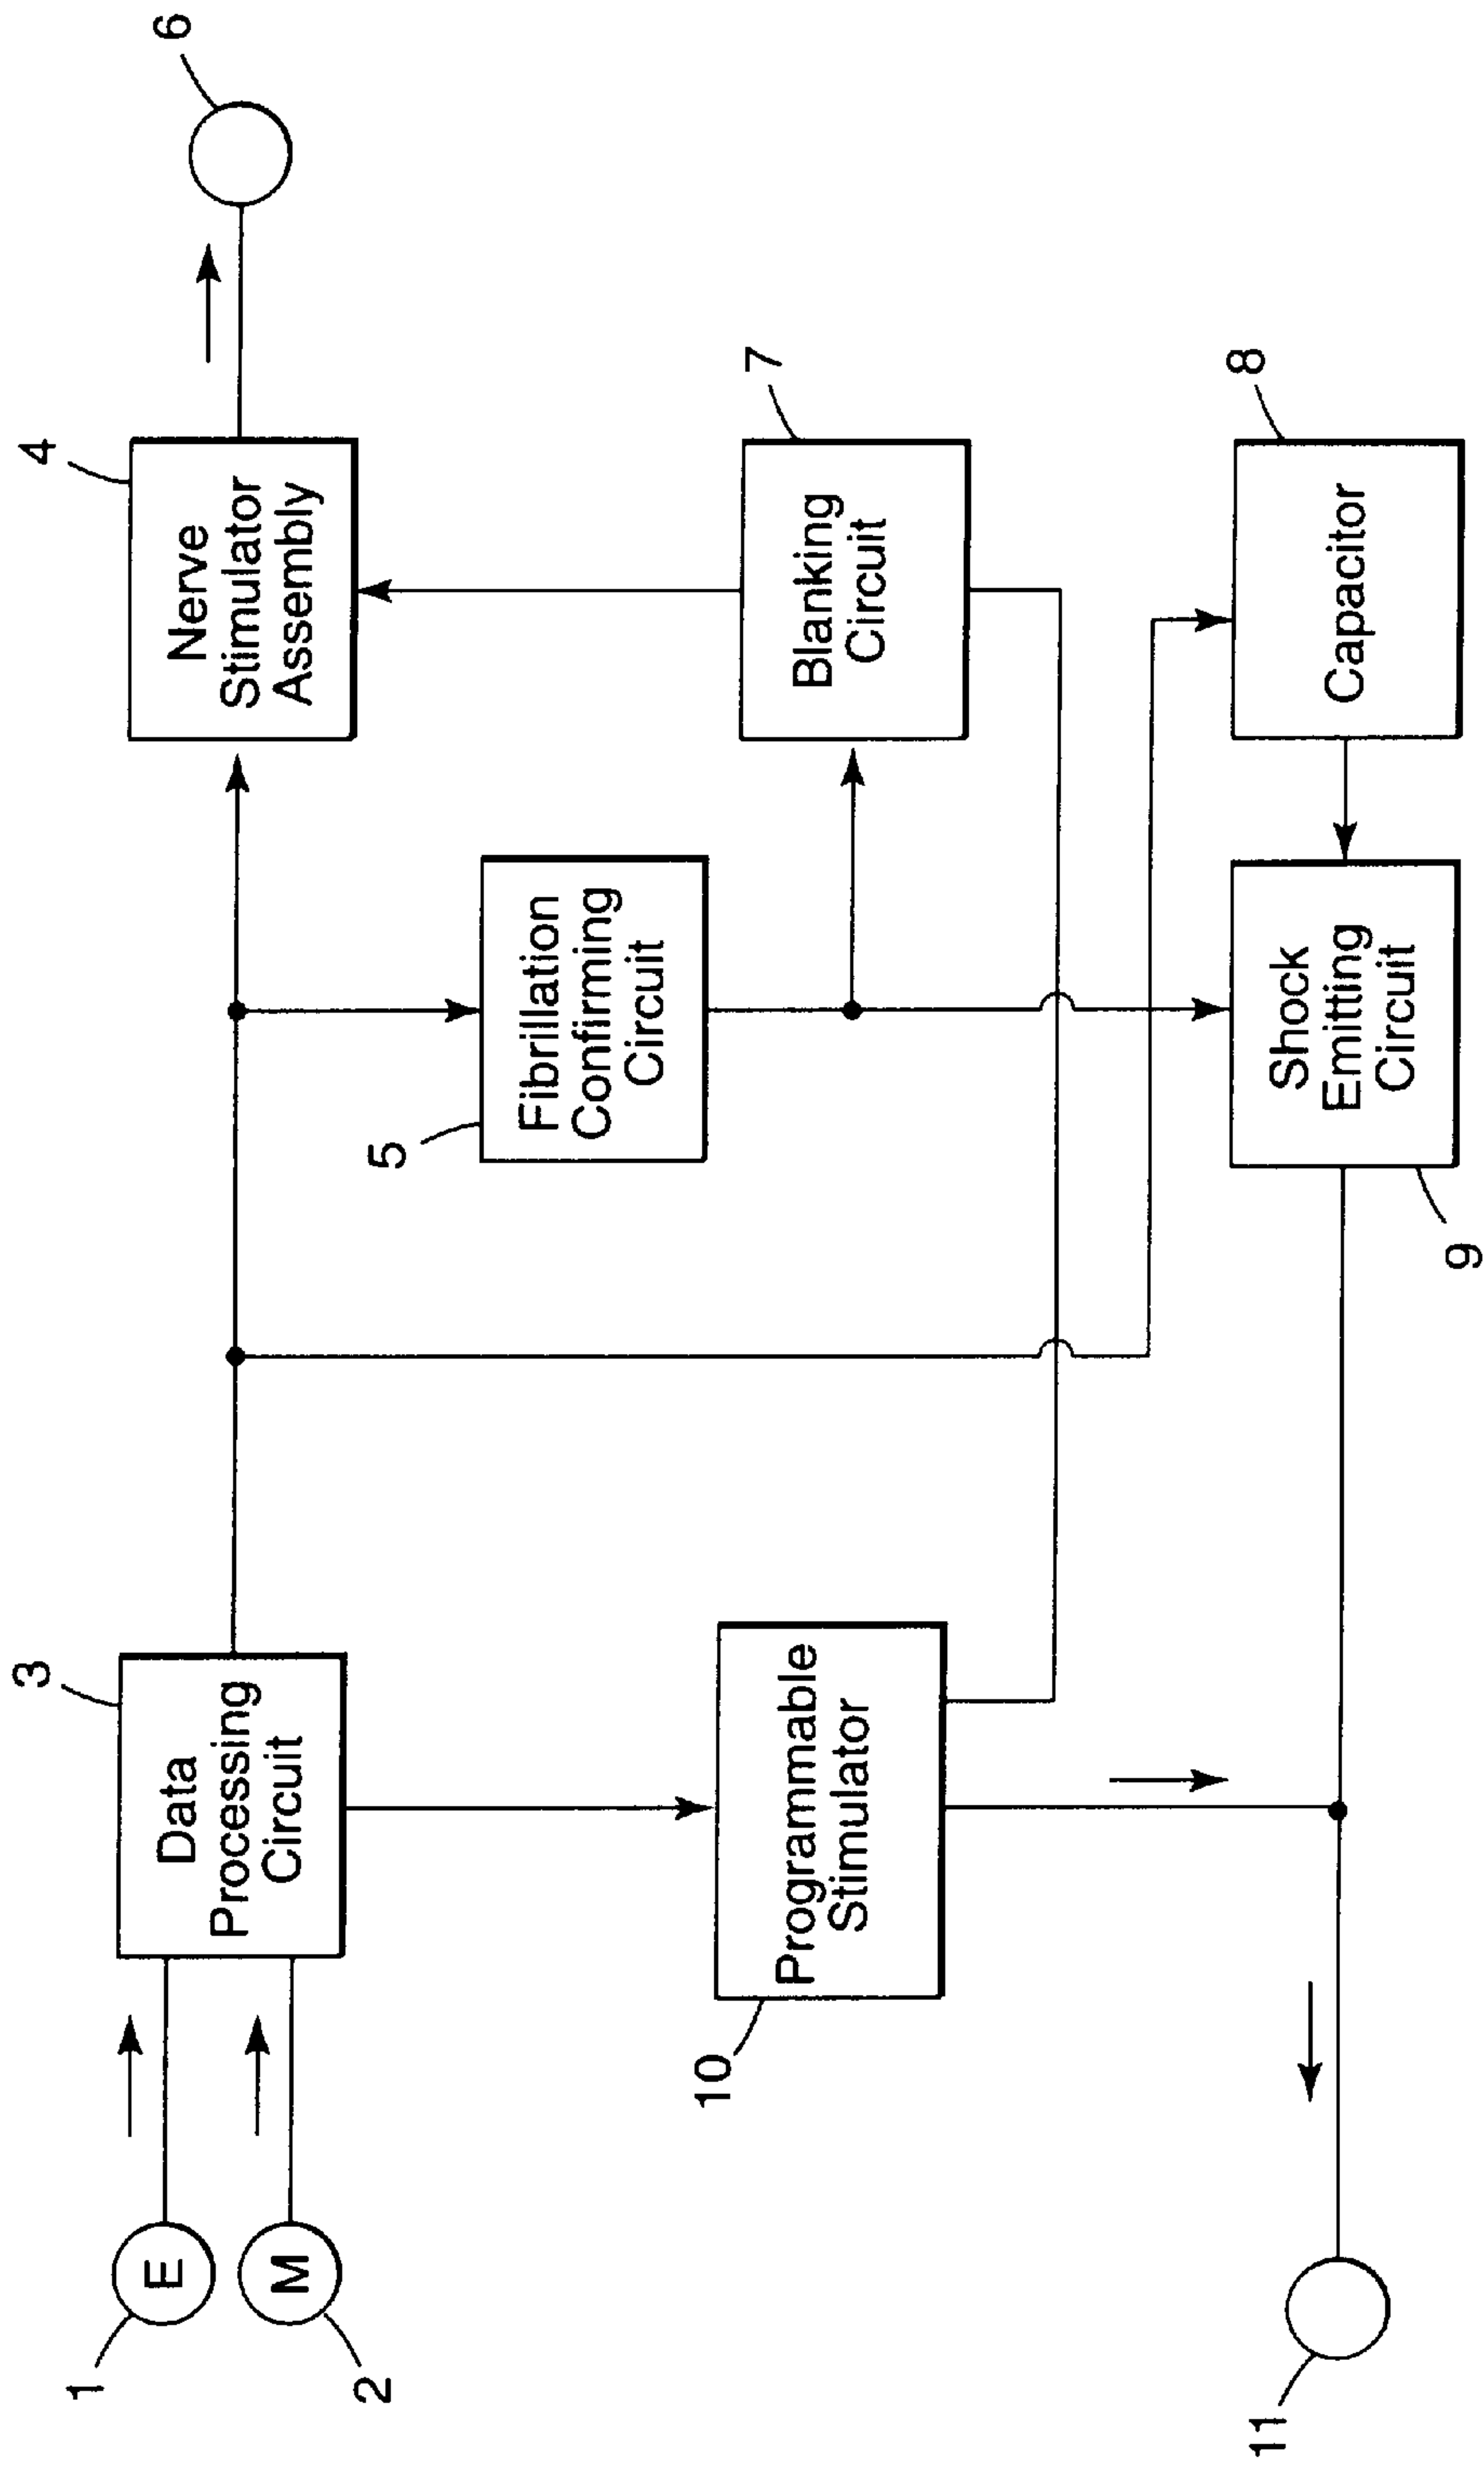 1
E
2
M
3
Data
Processing
Circuit
4
Nerve
Stimulator
Assembly
6
5
Fibrillation
Confirming
Circuit
7
Blanking
Circuit
10
Programmable
Stimulator
9
Shock
Emitting
Circuit
8
Capacitor
11